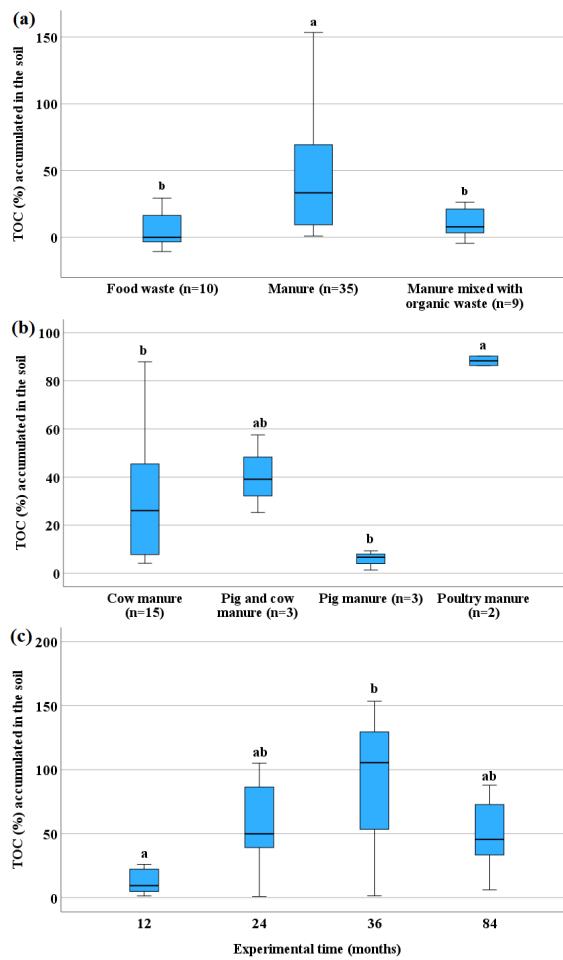 (a)
TOC (%) accumulated in the soil
150
100
50
0
b
a
b
Food waste (n=10)
Manure (n=35)
Manure mixed with
organic waste (n=9)
(b)
TOC (%) accumulated in the soil
100
80
60
40
20
0
b
ab
b
a
Cow manure
(n=15)
Pig and cow
manure (n=3)
Pig manure (n=3)
Poultry manure
(n=2)
(c)
TOC (%) accumulated in the soil
200
150
100
50
0
a
ab
b
ab
12
24
36
84
Experimental time (months)